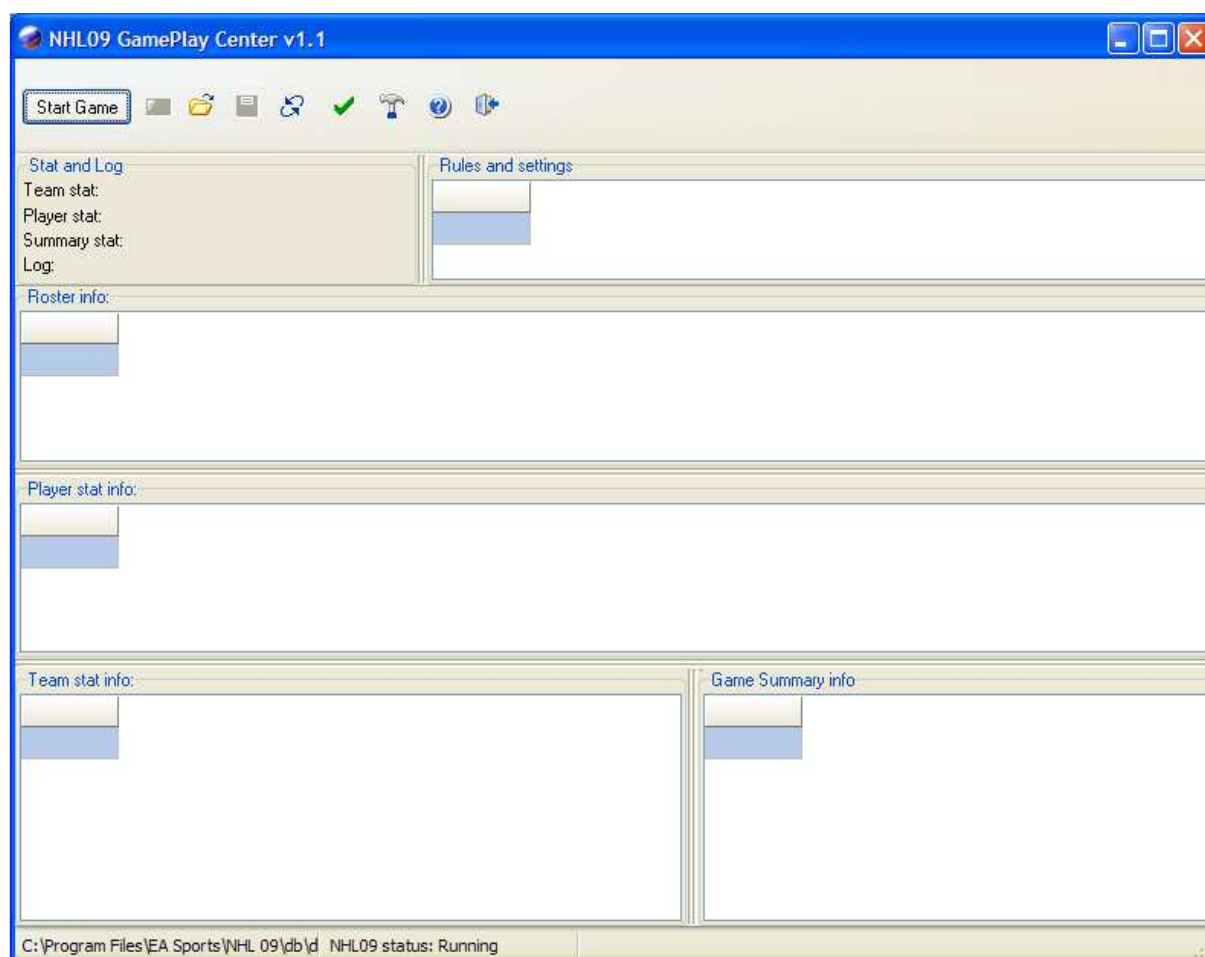 NHL09 GamePlay Center v1.1
Start Game
Stat and Log
Team stat:
Player stat:
Summary stat:
Log:
Rules and settings
Roster info:
Player stat info:
Team stat info:
Game Summary info
C:\Program Files\EA Sports\NHL 09\db\d NHL09 status: Running